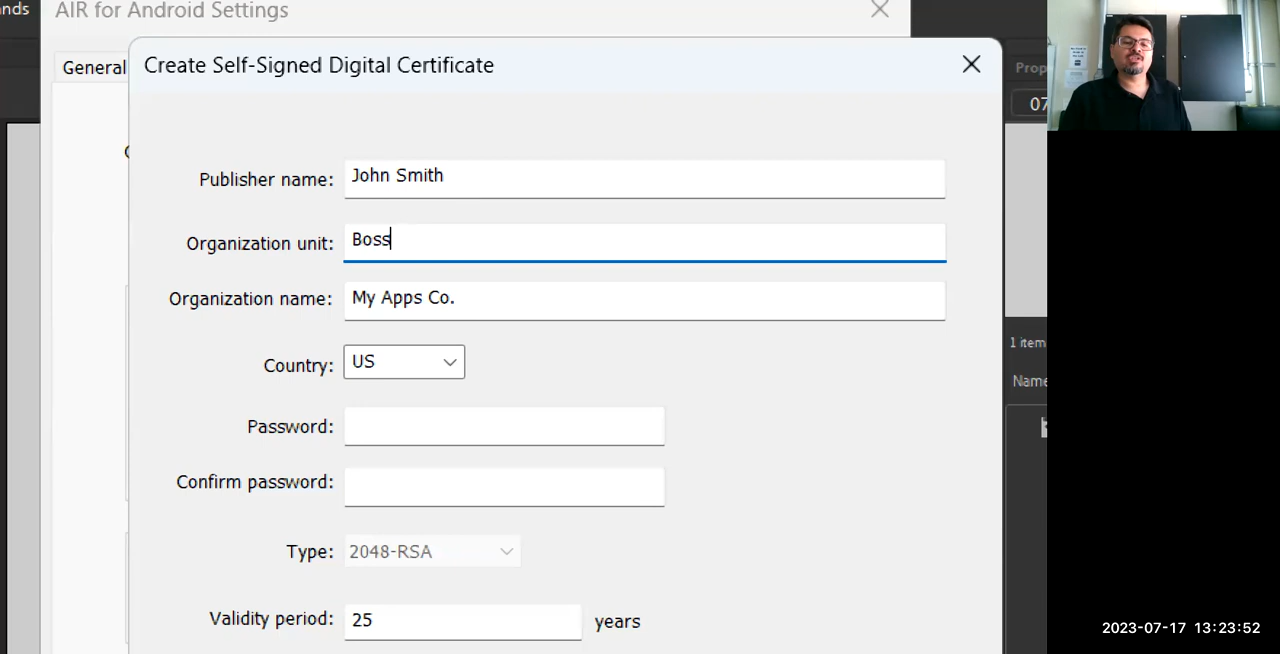 ands
AIR for Android Settings
General
Create Self-Signed Digital Certificate
Prop
07
Publisher name: John Smith
Organization unit: Boss
Organization name: My Apps Co.
1 item
Country: US
Name
Password:
Confirm password:
Type: 2048-RSA
Validity period: 25 years
2023-07-17 13:23:52